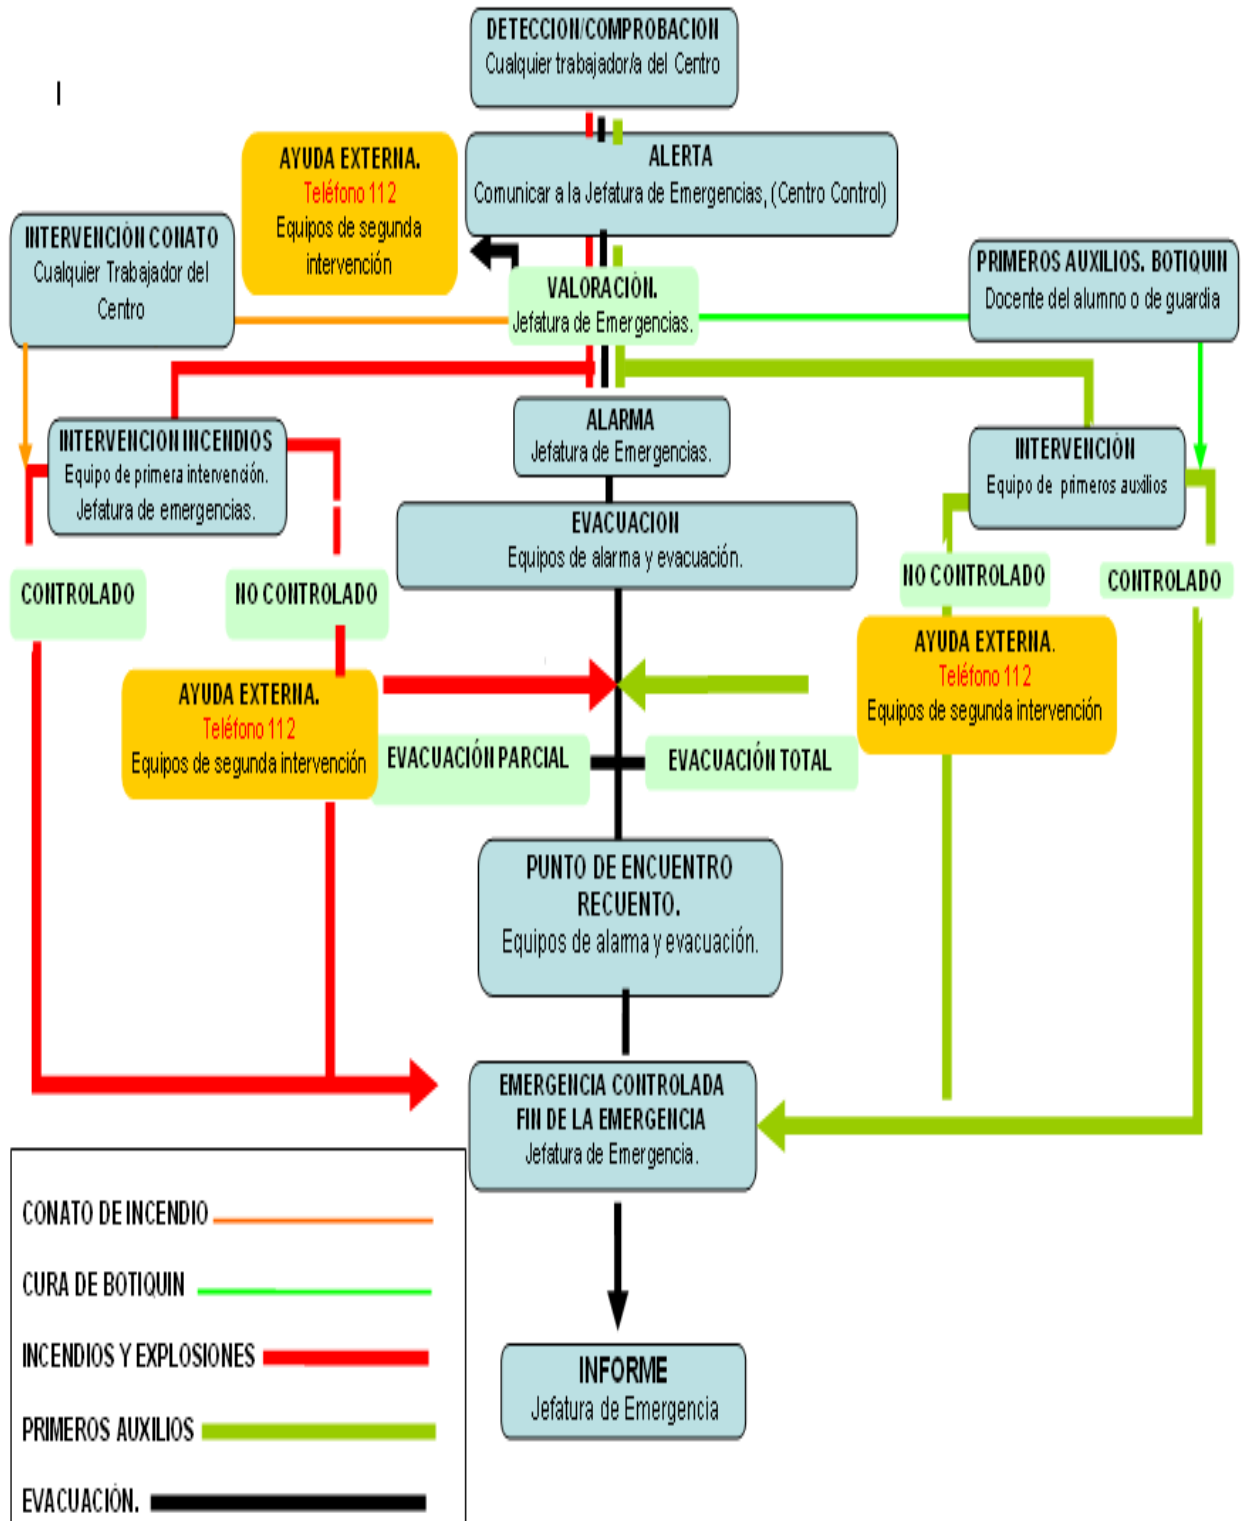 DETECCION/COMPROBACION
Cualquier trabajador/a del Centro
AYUDA EXTERNA.
Teléfono 112
Equipos de segunda
intervención
ALERTA
Comunicar a la Jefatura de Emergencias, (Centro Control)
INTERVENCIÓN CONATO
Cualquier Trabajador del
Centro
VALORACIÓN.
Jefatura de Emergencias.
PRIMEROS AUXILIOS. BOTIQUIN
Docente del alumno o de guardia
INTERVENCION INCENDIOS
Equipo de primera intervención.
Jefatura de emergencias.
ALARMA
Jefatura de Emergencias.
INTERVENCIÓN
Equipo de primeros auxilios
EVACUACION
Equipos de alarma y evacuación.
CONTROLADO
NO CONTROLADO
NO CONTROLADO
CONTROLADO
AYUDA EXTERNA.
Teléfono 112
Equipos de segunda intervención
AYUDA EXTERNA.
Teléfono 112
Equipos de segunda intervención
EVACUACIÓN PARCIAL
EVACUACIÓN TOTAL
PUNTO DE ENCUENTRO
RECUENTO.
Equipos de alarma y evacuación.
EMERGENCIA CONTROLADA
FIN DE LA EMERGENCIA
Jefatura de Emergencia.
INFORME
Jefatura de Emergencia
CONATO DE INCENDIO
CURA DE BOTIQUIN
INCENDIOS Y EXPLOSIONES
PRIMEROS AUXILIOS
EVACUACIÓN.